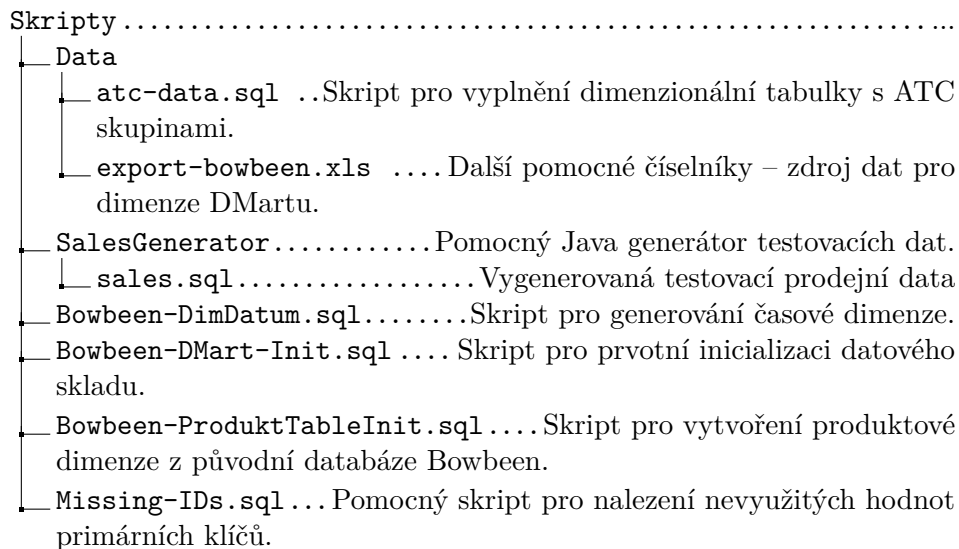 Skripty.............................................................
Data
atc-data.sql ..Skript pro vyplnění dimenzionální tabulky s ATC
skupinami.
export-bowbeen.xls ....Další pomocné číselníky – zdroj dat pro
dimenze DMartu.
SalesGenerator............Pomocný Java generátor testovacích dat.
sales.sql..................Vygenerovaná testovací prodejní data
Bowbeen-DimDatum.sql........Skript pro generování časové dimenze.
Bowbeen-DMart-Init.sql ....Skript pro prvotní inicializaci datového
skladu.
Bowbeen-ProduktTableInit.sql....Skript pro vytvoření produktové
dimenze z původní databáze Bowbeen.
Missing-IDs.sql...Pomocný skript pro nalezení nevyužitých hodnot
primárních klíčů.